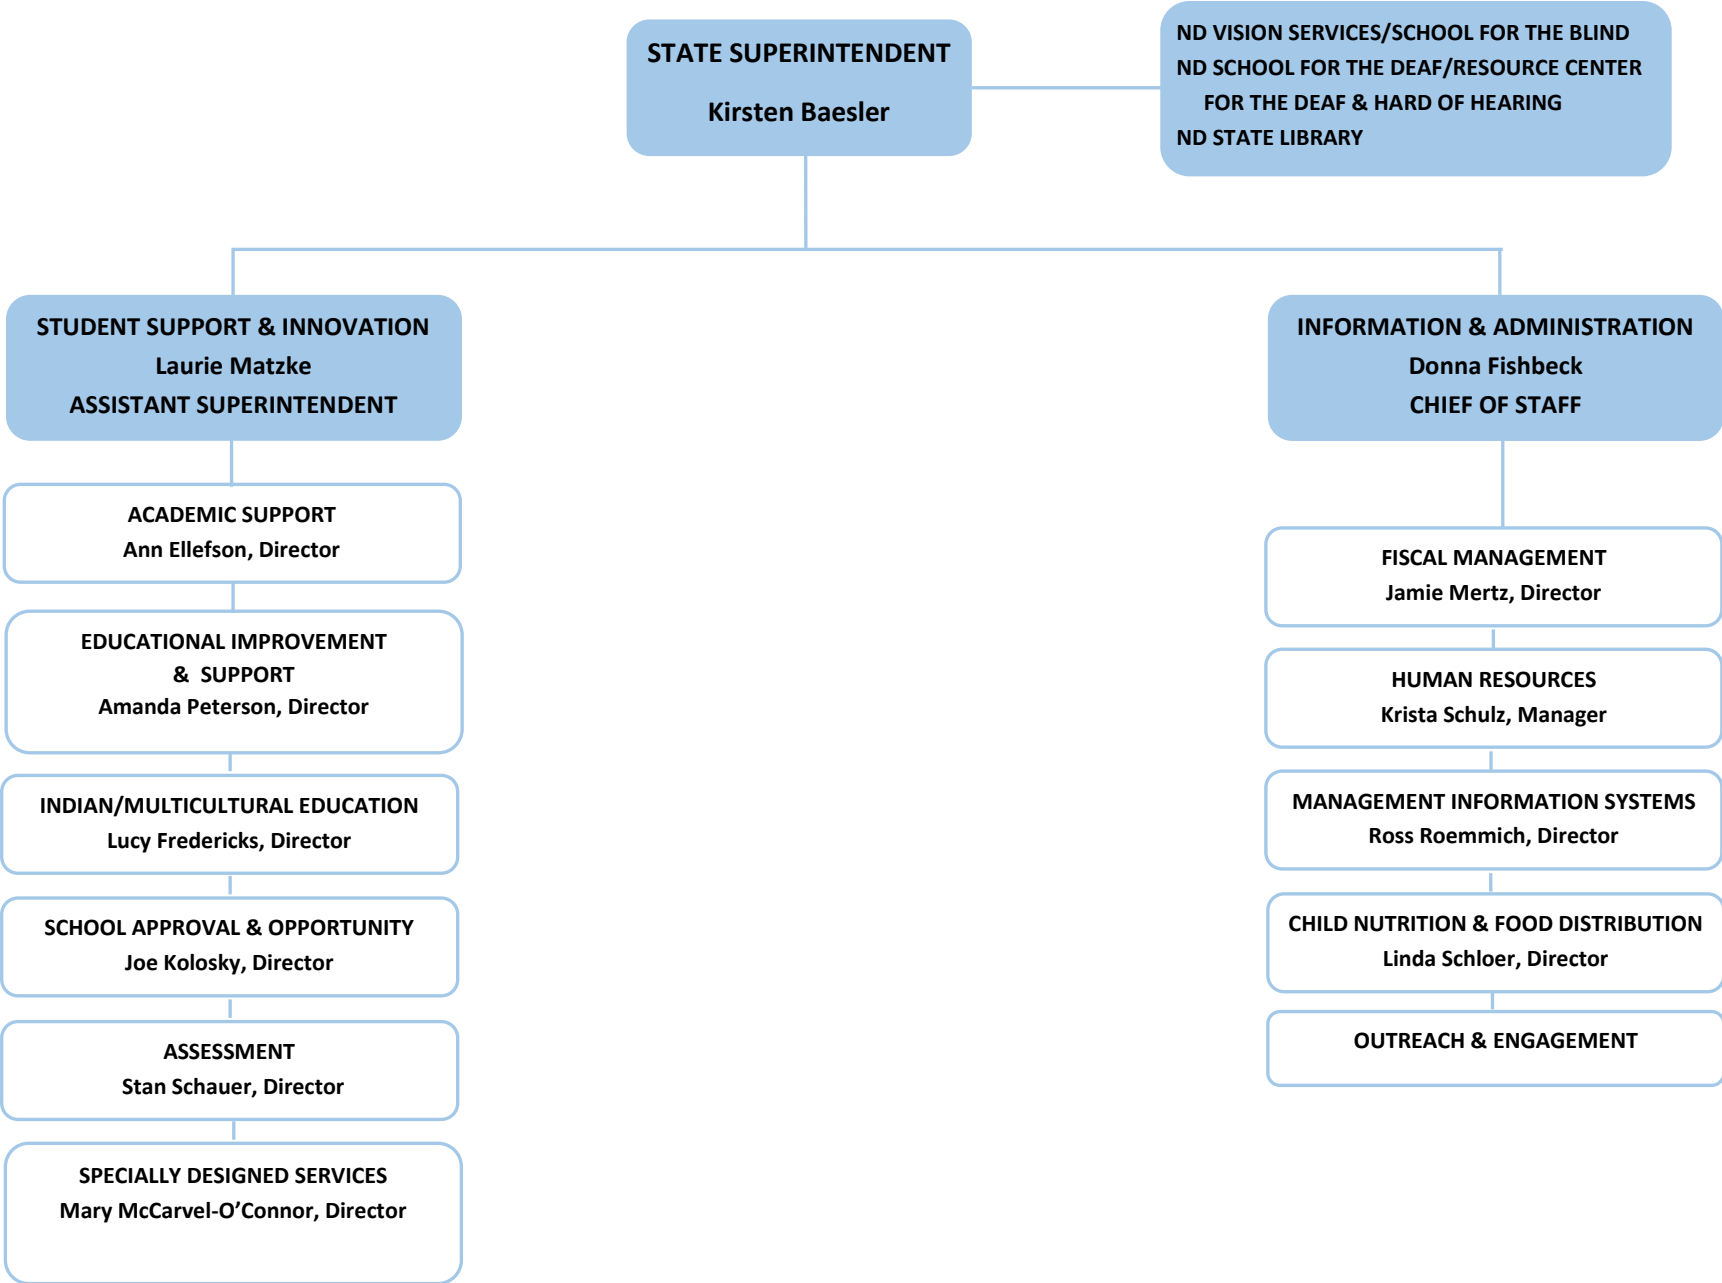 STATE SUPERINTENDENT
Kirsten Baesler
ND VISION SERVICES/SCHOOL FOR THE BLIND
ND SCHOOL FOR THE DEAF/RESOURCE CENTER
FOR THE DEAF & HARD OF HEARING
ND STATE LIBRARY
STUDENT SUPPORT & INNOVATION
Laurie Matzke
ASSISTANT SUPERINTENDENT
ACADEMIC SUPPORT
Ann Ellefson, Director
EDUCATIONAL IMPROVEMENT
& SUPPORT
Amanda Peterson, Director
INDIAN/MULTICULTURAL EDUCATION
Lucy Fredericks, Director
SCHOOL APPROVAL & OPPORTUNITY
Joe Kolosky, Director
ASSESSMENT
Stan Schauer, Director
SPECIALLY DESIGNED SERVICES
Mary McCarvel-O’Connor, Director
INFORMATION & ADMINISTRATION
Donna Fishbeck
CHIEF OF STAFF
FISCAL MANAGEMENT
Jamie Mertz, Director
HUMAN RESOURCES
Krista Schulz, Manager
MANAGEMENT INFORMATION SYSTEMS
Ross Roemmich, Director
CHILD NUTRITION & FOOD DISTRIBUTION
Linda Schloer, Director
OUTREACH & ENGAGEMENT